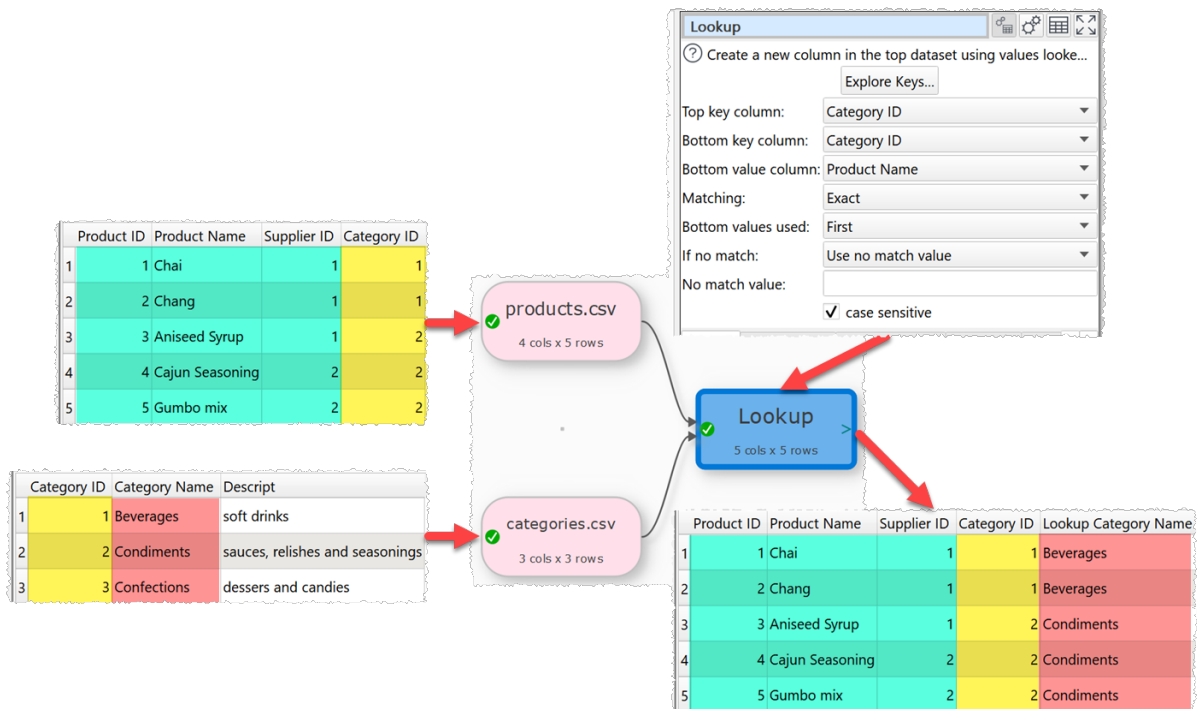 Lookup
? Create a new column in the top dataset using values looke...
Explore Keys...
Top key column: Category ID
Bottom key column: Category ID
Bottom value column: Product Name
Matching: Exact
Bottom values used: First
If no match: Use no match value
No match value:
case sensitive
Product ID Product Name Supplier ID Category ID
1 1 Chai 1 1
2 2 Chang 1 1
3 3 Aniseed Syrup 1 2
4 4 Cajun Seasoning 2 2
5 5 Gumbo mix 2 2
products.csv
4 cols x 5 rows
Lookup
5 cols x 5 rows
>
Category ID Category Name Descript
1 1 Beverages soft drinks
2 2 Condiments sauces, relishes and seasonings
3 3 Confections dessers and candies
categories.csv
3 cols x 3 rows
Product ID Product Name Supplier ID Category ID Lookup Category Name
1 1 Chai 1 1 Beverages
2 2 Chang 1 1 Beverages
3 3 Aniseed Syrup 1 2 Condiments
4 4 Cajun Seasoning 2 2 Condiments
5 5 Gumbo mix 2 2 Condiments